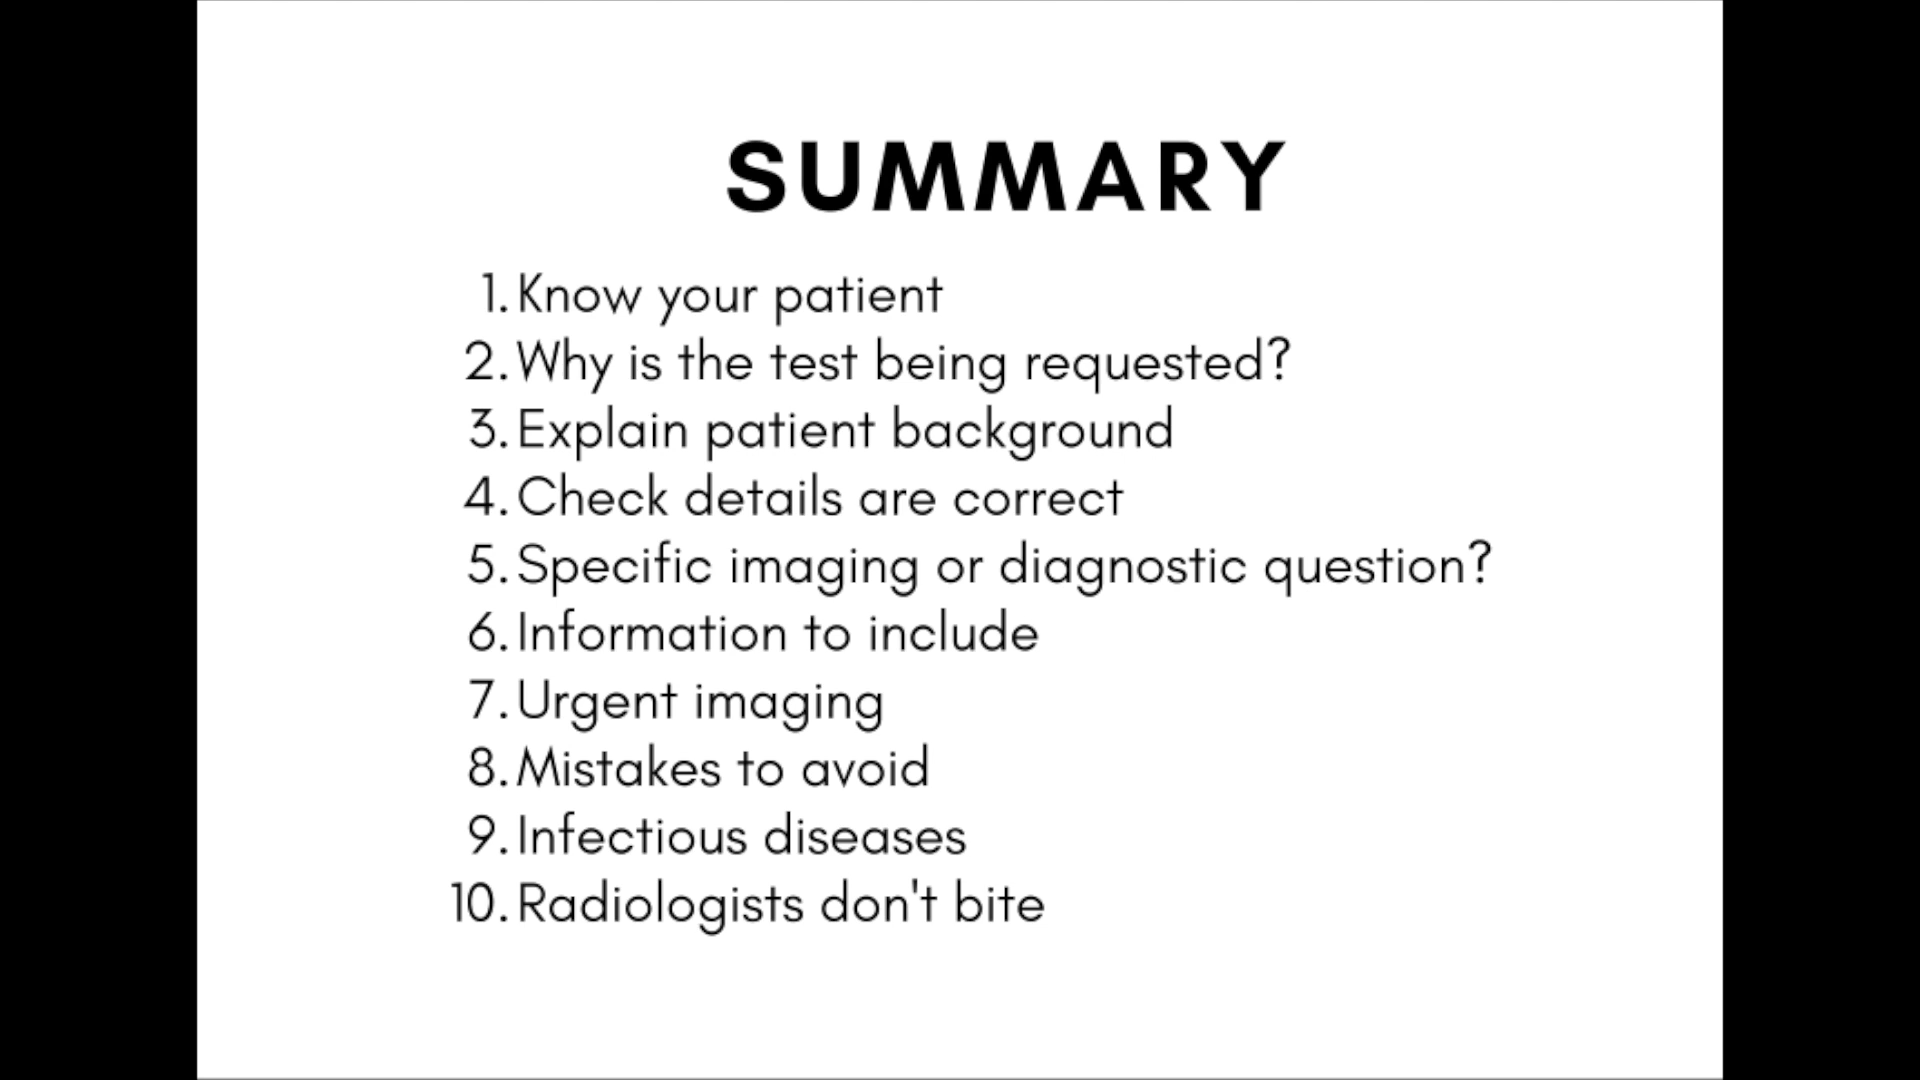 SUMMARY
1. Know your patient
2. Why is the test being requested?
3. Explain patient background
4. Check details are correct
5. Specific imaging or diagnostic question?
6. Information to include
7. Urgent imaging
8. Mistakes to avoid
9. Infectious diseases
10. Radiologists don't bite